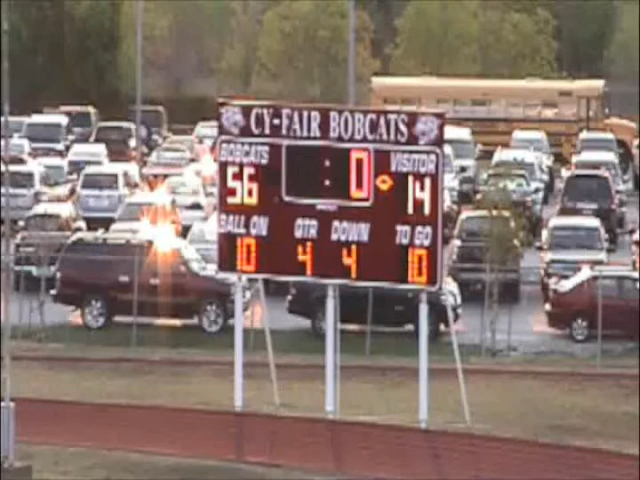 CY-FAIR BOBCATS
BOBCATS : 0 VISITOR
56 14
BALL ON QTR DOWN TO GO
10 4 4 10